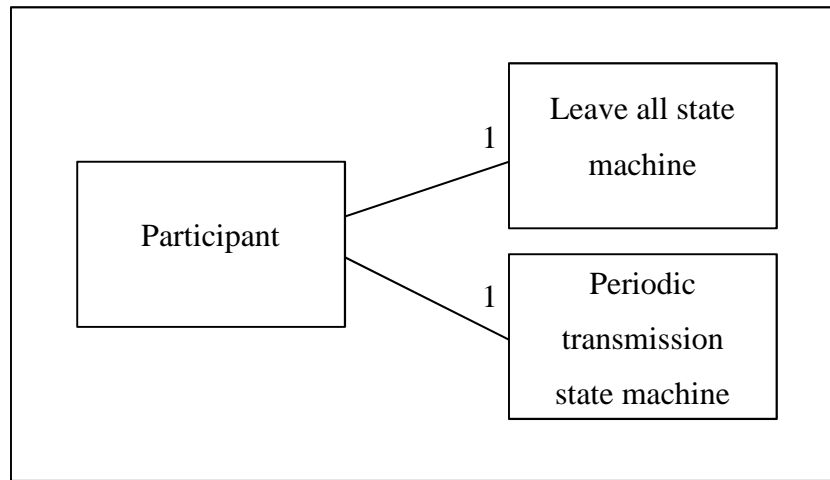 Leave all state
machine
1
Participant
1
Periodic
transmission
state machine